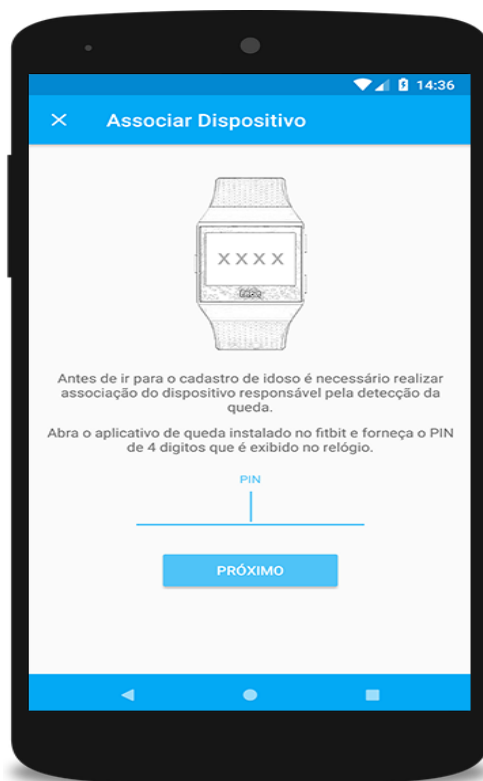 14:36
Associar Dispositivo
XXXX
Antes de ir para o cadastro de idoso é necessário realizar
associação do dispositivo responsável pela detecção da
queda.
Abra o aplicativo de queda instalado no fitbit e forneça o PIN
de 4 digitos que é exibido no relógio.
PIN
PRÓXIMO